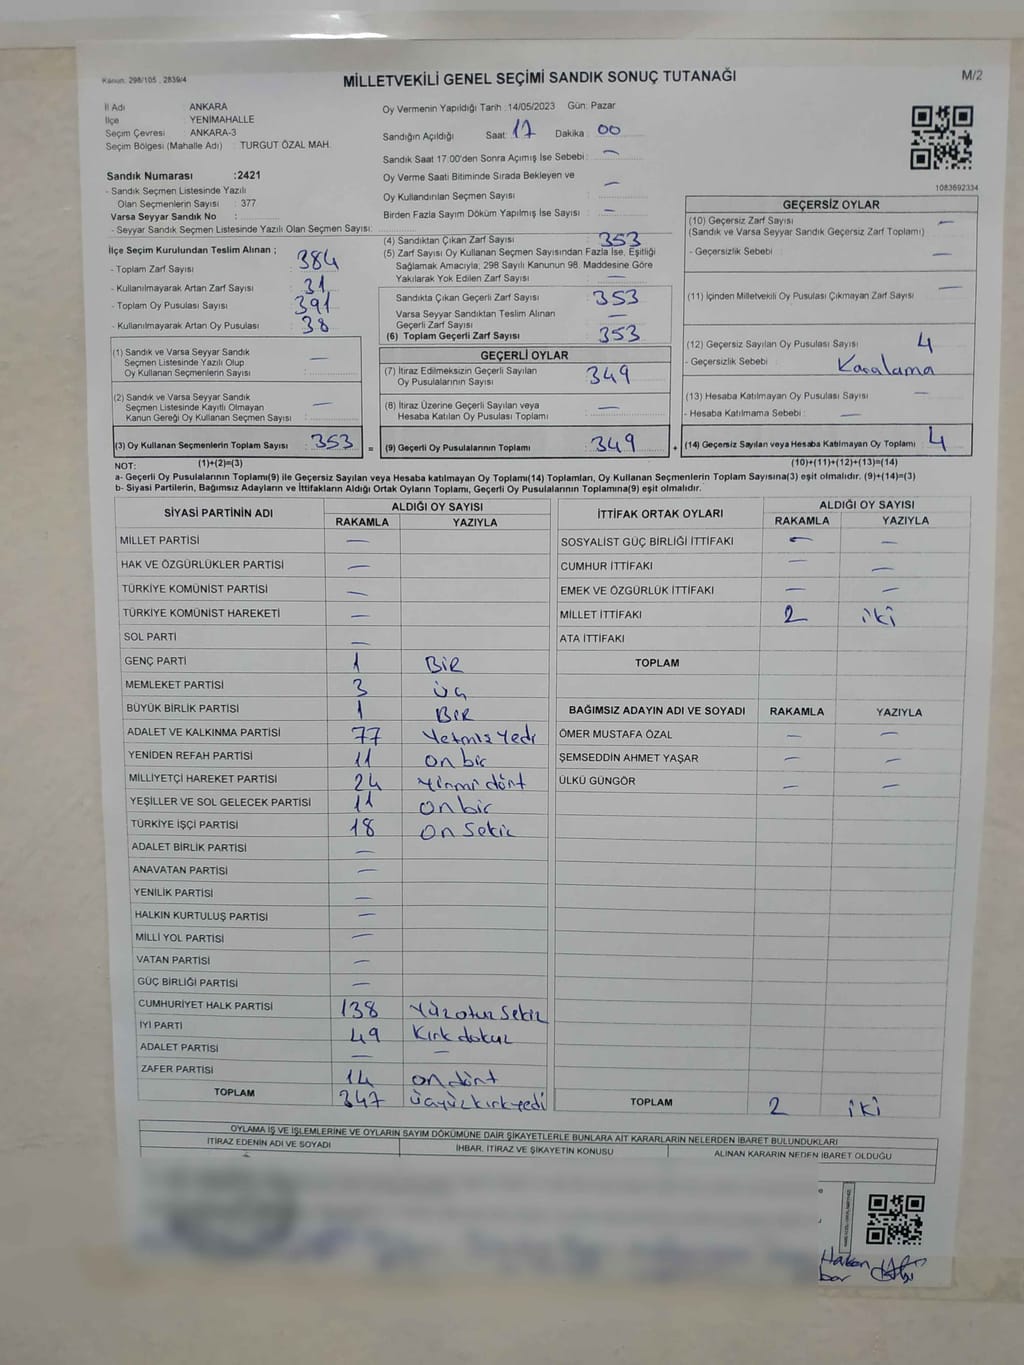 Kanun: 298/105 , 2839/4
MİLLETVEKİLİ GENEL SEÇİMİ SANDIK SONUÇ TUTANAĞI
M/2
İl Adı : ANKARA
İlçe : YENİMAHALLE
Seçim Çevresi : ANKARA-3
Seçim Bölgesi (Mahalle Adı) : TURGUT ÖZAL MAH.
Sandık Numarası :2421
- Sandık Seçmen Listesinde Yazılı
Olan Seçmenlerin Sayısı : 377
Varsa Seyyar Sandık No :
- Seyyar Sandık Seçmen Listesinde Yazılı Olan Seçmen Sayısı:
İlçe Seçim Kurulundan Teslim Alınan ;
- Toplam Zarf Sayısı : 384
- Kullanılmayarak Artan Zarf Sayısı : 31
- Toplam Oy Pusulası Sayısı : 391
- Kullanılmayarak Artan Oy Pusulası : 38
Oy Vermenin Yapıldığı Tarih :14/05/2023 Gün: Pazar
Sandığın Açıldığı Saat : 17 Dakika : 00
Sandık Saat 17:00'den Sonra Açımış İse Sebebi : —
Oy Verme Saati Bitiminde Sırada Bekleyen ve
Oy Kullandırılan Seçmen Sayısı : —
Birden Fazla Sayım Döküm Yapılmış İse Sayısı : —
(4) Sandıktan Çıkan Zarf Sayısı : 353
(5) Zarf Sayısı Oy Kullanan Seçmen Sayısından Fazla İse, Eşitliği
Sağlamak Amacıyla; 298 Sayılı Kanunun 98. Maddesine Göre
Yakılarak Yok Edilen Zarf Sayısı : —
Sandıkta Çıkan Geçerli Zarf Sayısı : 353
Varsa Seyyar Sandıktan Teslim Alınan
Geçerli Zarf Sayısı : —
(6) Toplam Geçerli Zarf Sayısı : 353
1083692334
GEÇERSİZ OYLAR
(10) Geçersiz Zarf Sayısı : —
(Sandık ve Varsa Seyyar Sandık Geçersiz Zarf Toplamı)
- Geçersizlik Sebebi : —
(11) İçinden Milletvekili Oy Pusulası Çıkmayan Zarf Sayısı : —
(12) Geçersiz Sayılan Oy Pusulası Sayısı : 4
- Geçersizlik Sebebi : Karalama
(13) Hesaba Katılmayan Oy Pusulası Sayısı : —
- Hesaba Katılmama Sebebi : —
(14) Geçersiz Sayılan veya Hesaba Katılmayan Oy Toplamı : 4
(10)+(11)+(12)+(13)=(14)
(1) Sandık ve Varsa Seyyar Sandık
Seçmen Listesinde Yazılı Olup
Oy Kullanan Seçmenlerin Sayısı : —
(2) Sandık ve Varsa Seyyar Sandık
Seçmen Listesinde Kayıtlı Olmayan
Kanun Gereği Oy Kullanan Seçmen Sayısı : —
(3) Oy Kullanan Seçmenlerin Toplam Sayısı : 353 =
(1)+(2)=(3)
GEÇERLİ OYLAR
(7) İtiraz Edilmeksizin Geçerli Sayılan
Oy Pusulalarının Sayısı : 349
(8) İtiraz Üzerine Geçerli Sayılan veya
Hesaba Katılan Oy Pusulası Toplamı : —
(9) Geçerli Oy Pusulalarının Toplamı : 349 +
NOT:
a- Geçerli Oy Pusulalarının Toplamı(9) ile Geçersiz Sayılan veya Hesaba katılmayan Oy Toplamı(14) Toplamları, Oy Kullanan Seçmenlerin Toplam Sayısına(3) eşit olmalıdır. (9)+(14)=(3)
b- Siyasi Partilerin, Bağımsız Adayların ve İttifakların Aldığı Ortak Oyların Toplamı, Geçerli Oy Pusulalarının Toplamına(9) eşit olmalıdır.
SİYASİ PARTİNİN ADI ALDIĞI OY SAYISI
RAKAMLA YAZIYLA
MİLLET PARTİSİ —
HAK VE ÖZGÜRLÜKLER PARTİSİ —
TÜRKİYE KOMÜNİST PARTİSİ —
TÜRKİYE KOMÜNİST HAREKETİ —
SOL PARTİ —
GENÇ PARTİ 1 BİR
MEMLEKET PARTİSİ 3 üç
BÜYÜK BİRLİK PARTİSİ 1 BİR
ADALET VE KALKINMA PARTİSİ 77 Yetmiş Yedi
YENİDEN REFAH PARTİSİ 11 on bir
MİLLİYETÇİ HAREKET PARTİSİ 24 Yirmi dört
YEŞİLLER VE SOL GELECEK PARTİSİ 11 on bir
TÜRKİYE İŞÇİ PARTİSİ 18 on Sekiz
ADALET BİRLİK PARTİSİ —
ANAVATAN PARTİSİ —
YENİLİK PARTİSİ —
HALKIN KURTULUŞ PARTİSİ —
MİLLİ YOL PARTİSİ —
VATAN PARTİSİ —
GÜÇ BİRLİĞİ PARTİSİ —
CUMHURİYET HALK PARTİSİ 138 Yüzotuz Sekiz
İYİ PARTİ 49 Kırk dokuz
ADALET PARTİSİ — —
ZAFER PARTİSİ 14 on dört
TOPLAM 347 üçyüzkırkyedi
İTTİFAK ORTAK OYLARI ALDIĞI OY SAYISI
RAKAMLA YAZIYLA
SOSYALİST GÜÇ BİRLİĞİ İTTİFAKI — —
CUMHUR İTTİFAKI — —
EMEK VE ÖZGÜRLÜK İTTİFAKI — —
MİLLET İTTİFAKI 2 iki
ATA İTTİFAKI
TOPLAM
BAĞIMSIZ ADAYIN ADI VE SOYADI RAKAMLA YAZIYLA
ÖMER MUSTAFA ÖZAL — —
ŞEMSEDDİN AHMET YAŞAR — —
ÜLKÜ GÜNGÖR — —
TOPLAM 2 iki
OYLAMA İŞ VE İŞLEMLERİNE VE OYLARIN SAYIM DÖKÜMÜNE DAİR ŞİKAYETLERLE BUNLARA AİT KARARLARIN NELERDEN İBARET BULUNDUKLARI
İTİRAZ EDENİN ADI VE SOYADI İHBAR, İTİRAZ VE ŞİKAYETİN KONUSU ALINAN KARARIN NEDEN İBARET OLDUĞU
Hakan